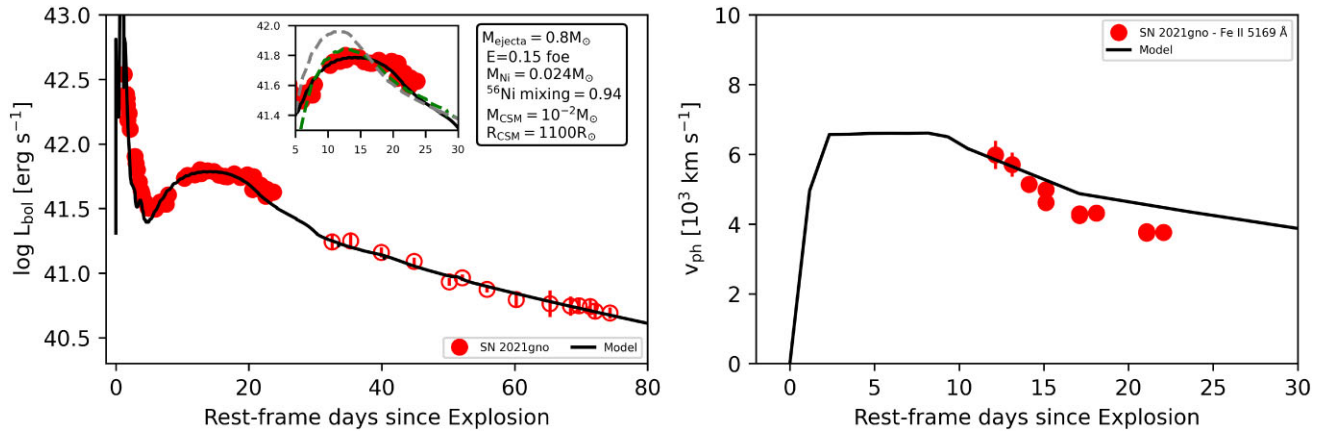 43.0
42.5
42.0
41.5
41.0
40.5
log L_bol [erg s⁻¹]
0 20 40 60 80
Rest-frame days since Explosion
42.0
41.8
41.6
41.4
5 10 15 20 25 30
M_ejecta = 0.8M_⊙
E=0.15 foe
M_Ni = 0.024M_⊙
⁵⁶Ni mixing = 0.94
M_CSM = 10⁻²M_⊙
R_CSM = 1100R_⊙
SN 2021gno Model
10
8
6
4
2
0
v_ph [10³ km s⁻¹]
0 5 10 15 20 25 30
Rest-frame days since Explosion
SN 2021gno - Fe II 5169 Å
Model